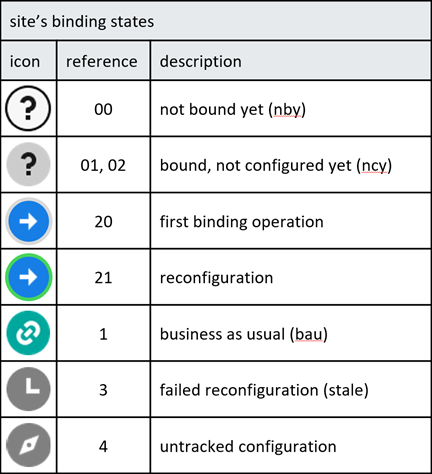 site’s binding states
icon reference description
? 00 not bound yet (nby)
? 01, 02 bound, not configured yet (ncy)
20 first binding operation
21 reconfiguration
1 business as usual (bau)
3 failed reconfiguration (stale)
4 untracked configuration